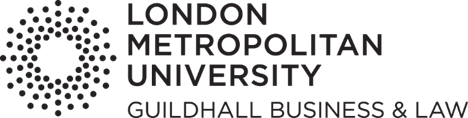 LONDON
METROPOLITAN
UNIVERSITY
GUILDHALL BUSINESS & LAW